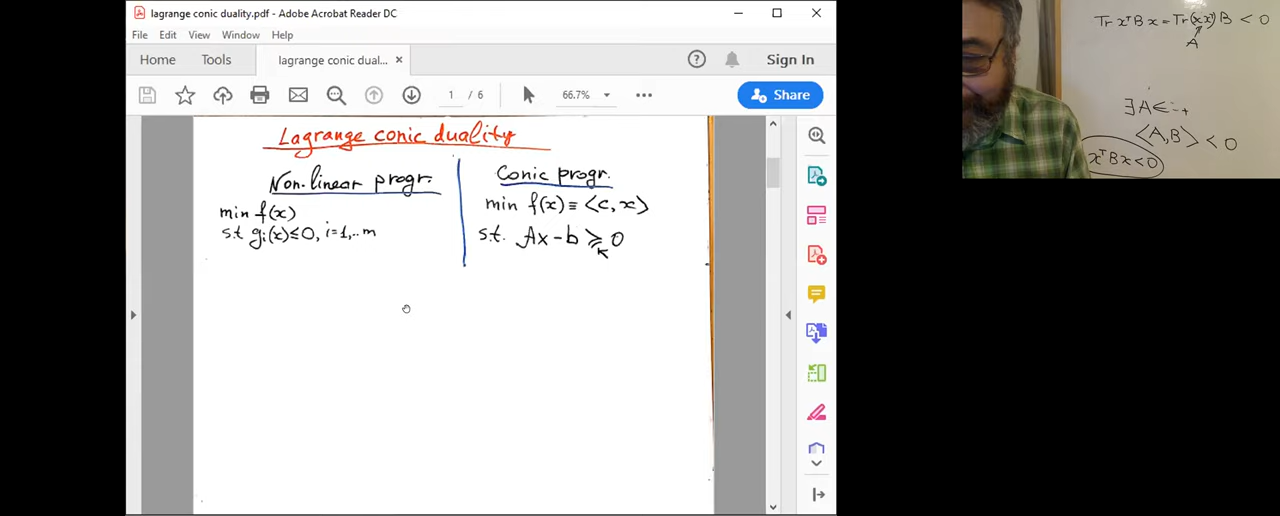 lagrange conic duality.pdf - Adobe Acrobat Reader DC
File Edit View Window Help
Home Tools lagrange conic dual... × Sign In
1 / 6 66.7% Share
Lagrange conic duality
Non-linear progr.
min f(x)
s.t gi(x) ≤ 0, i=1,..m
Conic progr.
min f(x) ≡ <c, x>
s.t. Ax - b ≽ 0
Tr xᵀBx = Tr(xxᵀ)B < 0
A
∃A∈
<A,B> < 0
xᵀBx<0